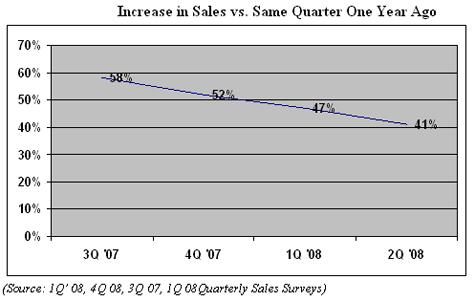 Increase in Sales vs. Same Quarter One Year Ago
70%
60%
50%
40%
30%
20%
10%
0%
58%
52%
47%
41%
3Q '07
4Q '07
1Q '08
2Q '08
(Source: 1Q' 08, 4Q 08, 3Q 07, 1Q 08Quarterly Sales Surveys)